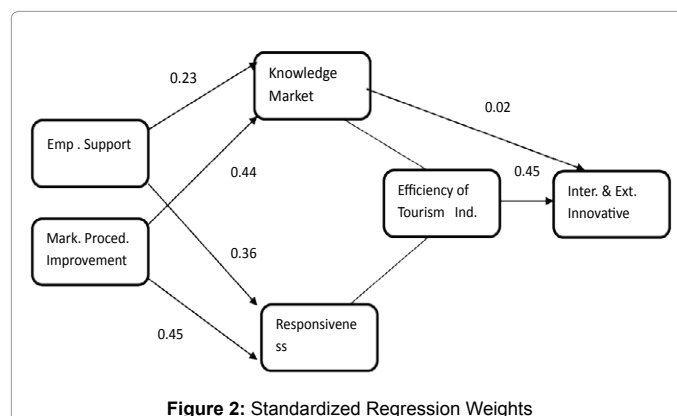 0.23
Knowledge
Market
0.02
Emp . Support
0.44
Efficiency of
Tourism Ind.
0.45
Inter. & Ext.
Innovative
Mark. Proced.
Improvement
0.36
0.45
Responsivene
ss
Figure 2: Standardized Regression Weights